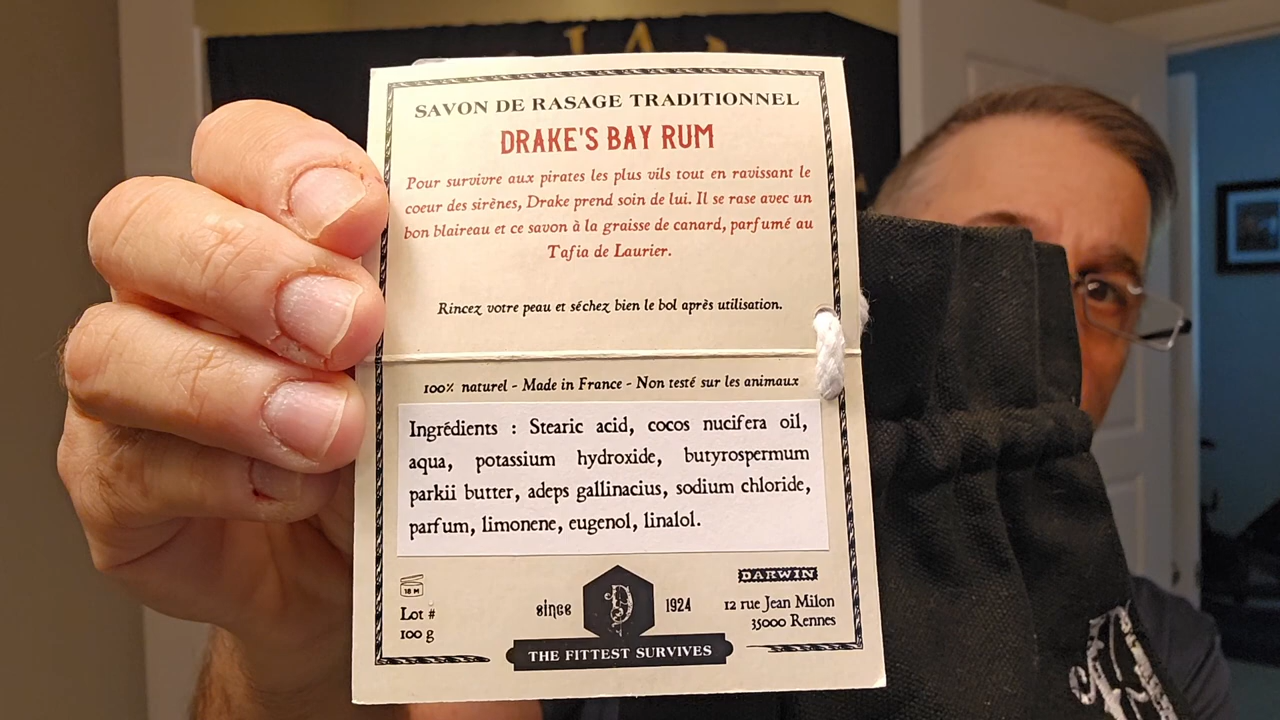 SAVON DE RASAGE TRADITIONNEL
DRAKE'S BAY RUM
Pour survivre aux pirates les plus vils tout en ravissant le
coeur des sirènes, Drake prend soin de lui. Il se rase avec un
bon blaireau et ce savon à la graisse de canard, parfumé au
Tafia de Laurier.
Rincez votre peau et séchez bien le bol après utilisation.
100% naturel - Made in France - Non testé sur les animaux
Ingrédients : Stearic acid, cocos nucifera oil,
aqua, potassium hydroxide, butyrospermum
parkii butter, adeps gallinacius, sodium chloride,
parfum, limonene, eugenol, linalol.
18 M
Lot #
100 g
since D 1924
THE FITTEST SURVIVES
DARWIN
12 rue Jean Milon
35000 Rennes